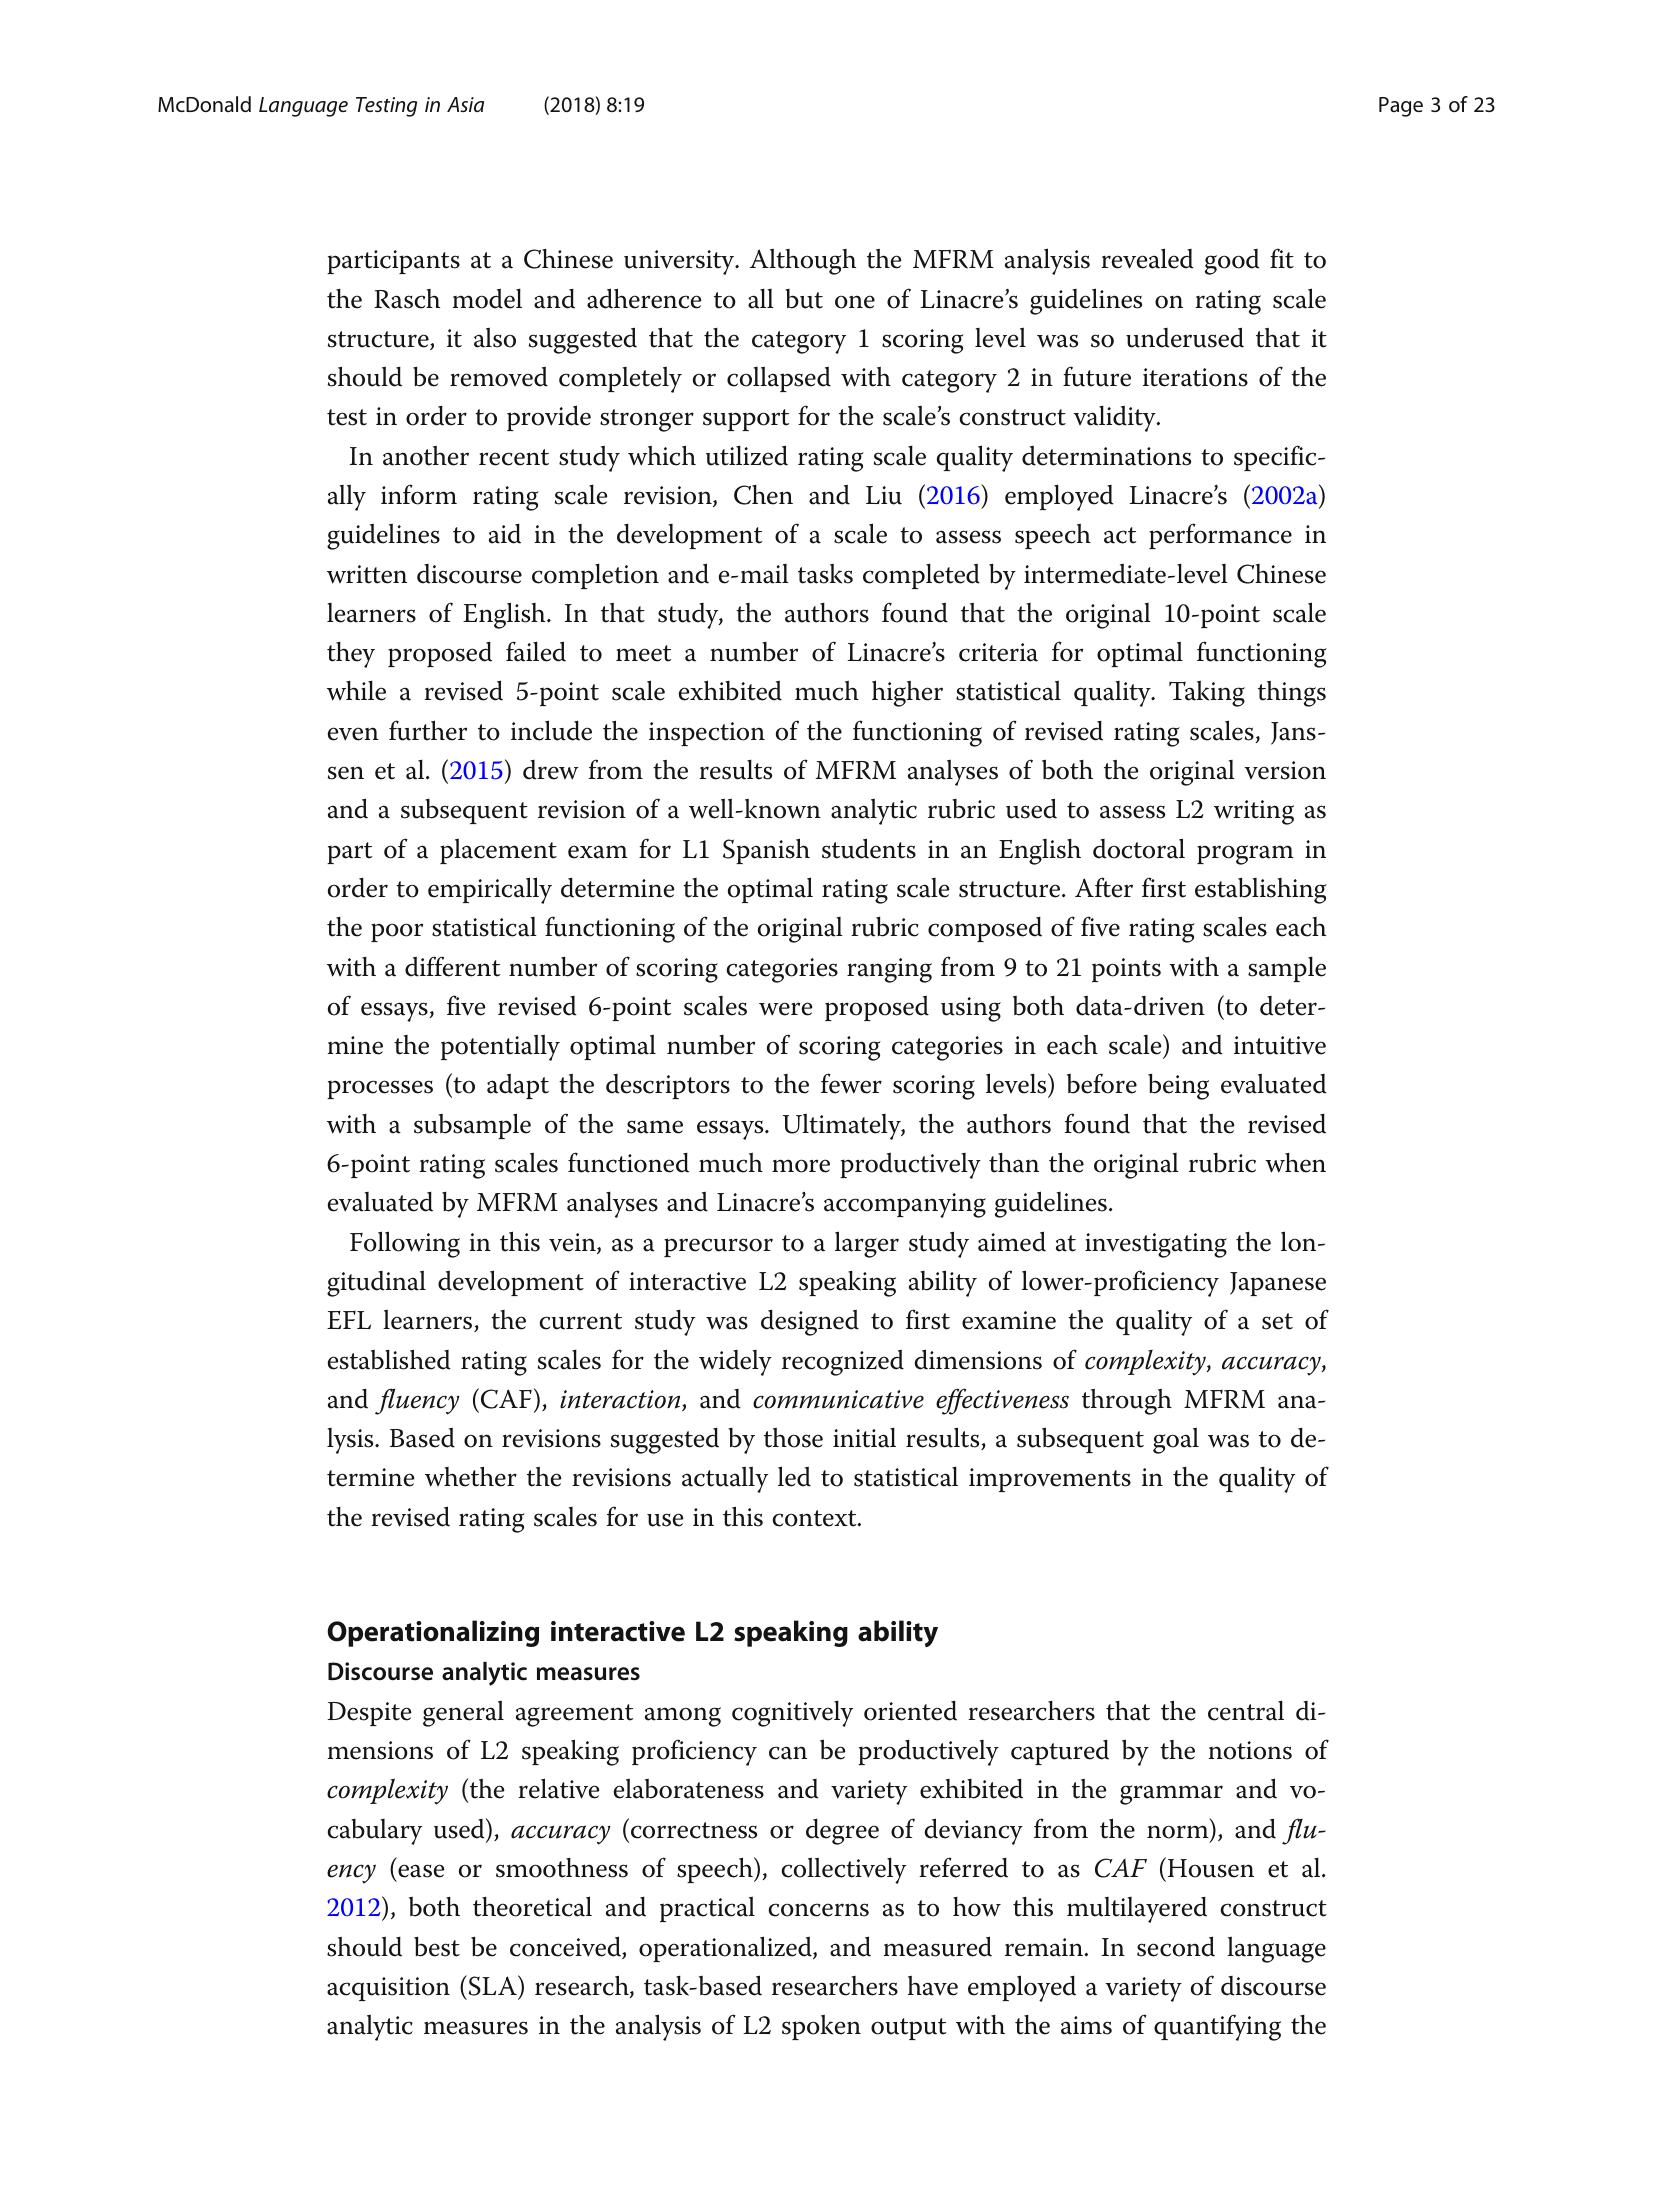 McDonald Language Testing in Asia (2018) 8:19 Page 3 of 23
participants at a Chinese university. Although the MFRM analysis revealed good fit to
the Rasch model and adherence to all but one of Linacre’s guidelines on rating scale
structure, it also suggested that the category 1 scoring level was so underused that it
should be removed completely or collapsed with category 2 in future iterations of the
test in order to provide stronger support for the scale’s construct validity.
In another recent study which utilized rating scale quality determinations to specific-
ally inform rating scale revision, Chen and Liu (2016) employed Linacre’s (2002a)
guidelines to aid in the development of a scale to assess speech act performance in
written discourse completion and e-mail tasks completed by intermediate-level Chinese
learners of English. In that study, the authors found that the original 10-point scale
they proposed failed to meet a number of Linacre’s criteria for optimal functioning
while a revised 5-point scale exhibited much higher statistical quality. Taking things
even further to include the inspection of the functioning of revised rating scales, Jans-
sen et al. (2015) drew from the results of MFRM analyses of both the original version
and a subsequent revision of a well-known analytic rubric used to assess L2 writing as
part of a placement exam for L1 Spanish students in an English doctoral program in
order to empirically determine the optimal rating scale structure. After first establishing
the poor statistical functioning of the original rubric composed of five rating scales each
with a different number of scoring categories ranging from 9 to 21 points with a sample
of essays, five revised 6-point scales were proposed using both data-driven (to deter-
mine the potentially optimal number of scoring categories in each scale) and intuitive
processes (to adapt the descriptors to the fewer scoring levels) before being evaluated
with a subsample of the same essays. Ultimately, the authors found that the revised
6-point rating scales functioned much more productively than the original rubric when
evaluated by MFRM analyses and Linacre’s accompanying guidelines.
Following in this vein, as a precursor to a larger study aimed at investigating the lon-
gitudinal development of interactive L2 speaking ability of lower-proficiency Japanese
EFL learners, the current study was designed to first examine the quality of a set of
established rating scales for the widely recognized dimensions of complexity, accuracy,
and fluency (CAF), interaction, and communicative effectiveness through MFRM ana-
lysis. Based on revisions suggested by those initial results, a subsequent goal was to de-
termine whether the revisions actually led to statistical improvements in the quality of
the revised rating scales for use in this context.
Operationalizing interactive L2 speaking ability
Discourse analytic measures
Despite general agreement among cognitively oriented researchers that the central di-
mensions of L2 speaking proficiency can be productively captured by the notions of
complexity (the relative elaborateness and variety exhibited in the grammar and vo-
cabulary used), accuracy (correctness or degree of deviancy from the norm), and flu-
ency (ease or smoothness of speech), collectively referred to as CAF (Housen et al.
2012), both theoretical and practical concerns as to how this multilayered construct
should best be conceived, operationalized, and measured remain. In second language
acquisition (SLA) research, task-based researchers have employed a variety of discourse
analytic measures in the analysis of L2 spoken output with the aims of quantifying the